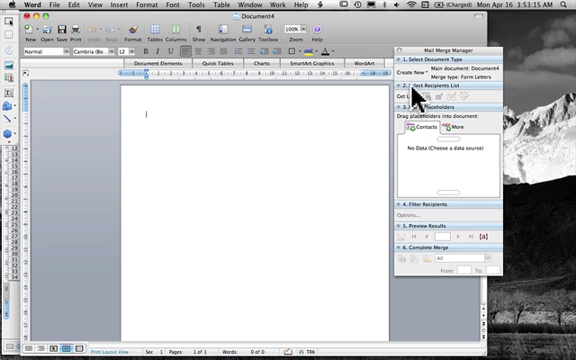 Word File Edit View Insert Format Font Tools Table Window Work Help (Charged) Mon Apr 16 3:53:15 PM
Document4
New Open Save Print Format Tables Columns Show Navigation Gallery Toolbox Zoom Help
100%
Normal Cambria (Bo... 12 B I U
Document Elements Quick Tables Charts SmartArt Graphics WordArt
Mail Merge Manager
1. Select Document Type
Main document: Document4
Create New
Merge type: Form Letters
2. Select Recipients List
Get
3. Placeholders
Drag placeholders into document:
Contacts More
No Data (Choose a data source)
4. Filter Recipients
Options...
5. Preview Results
6. Complete Merge
All
From: To:
Print Layout View Sec 1 Pages: 1 of 1 Words: 0 of 0 TRK